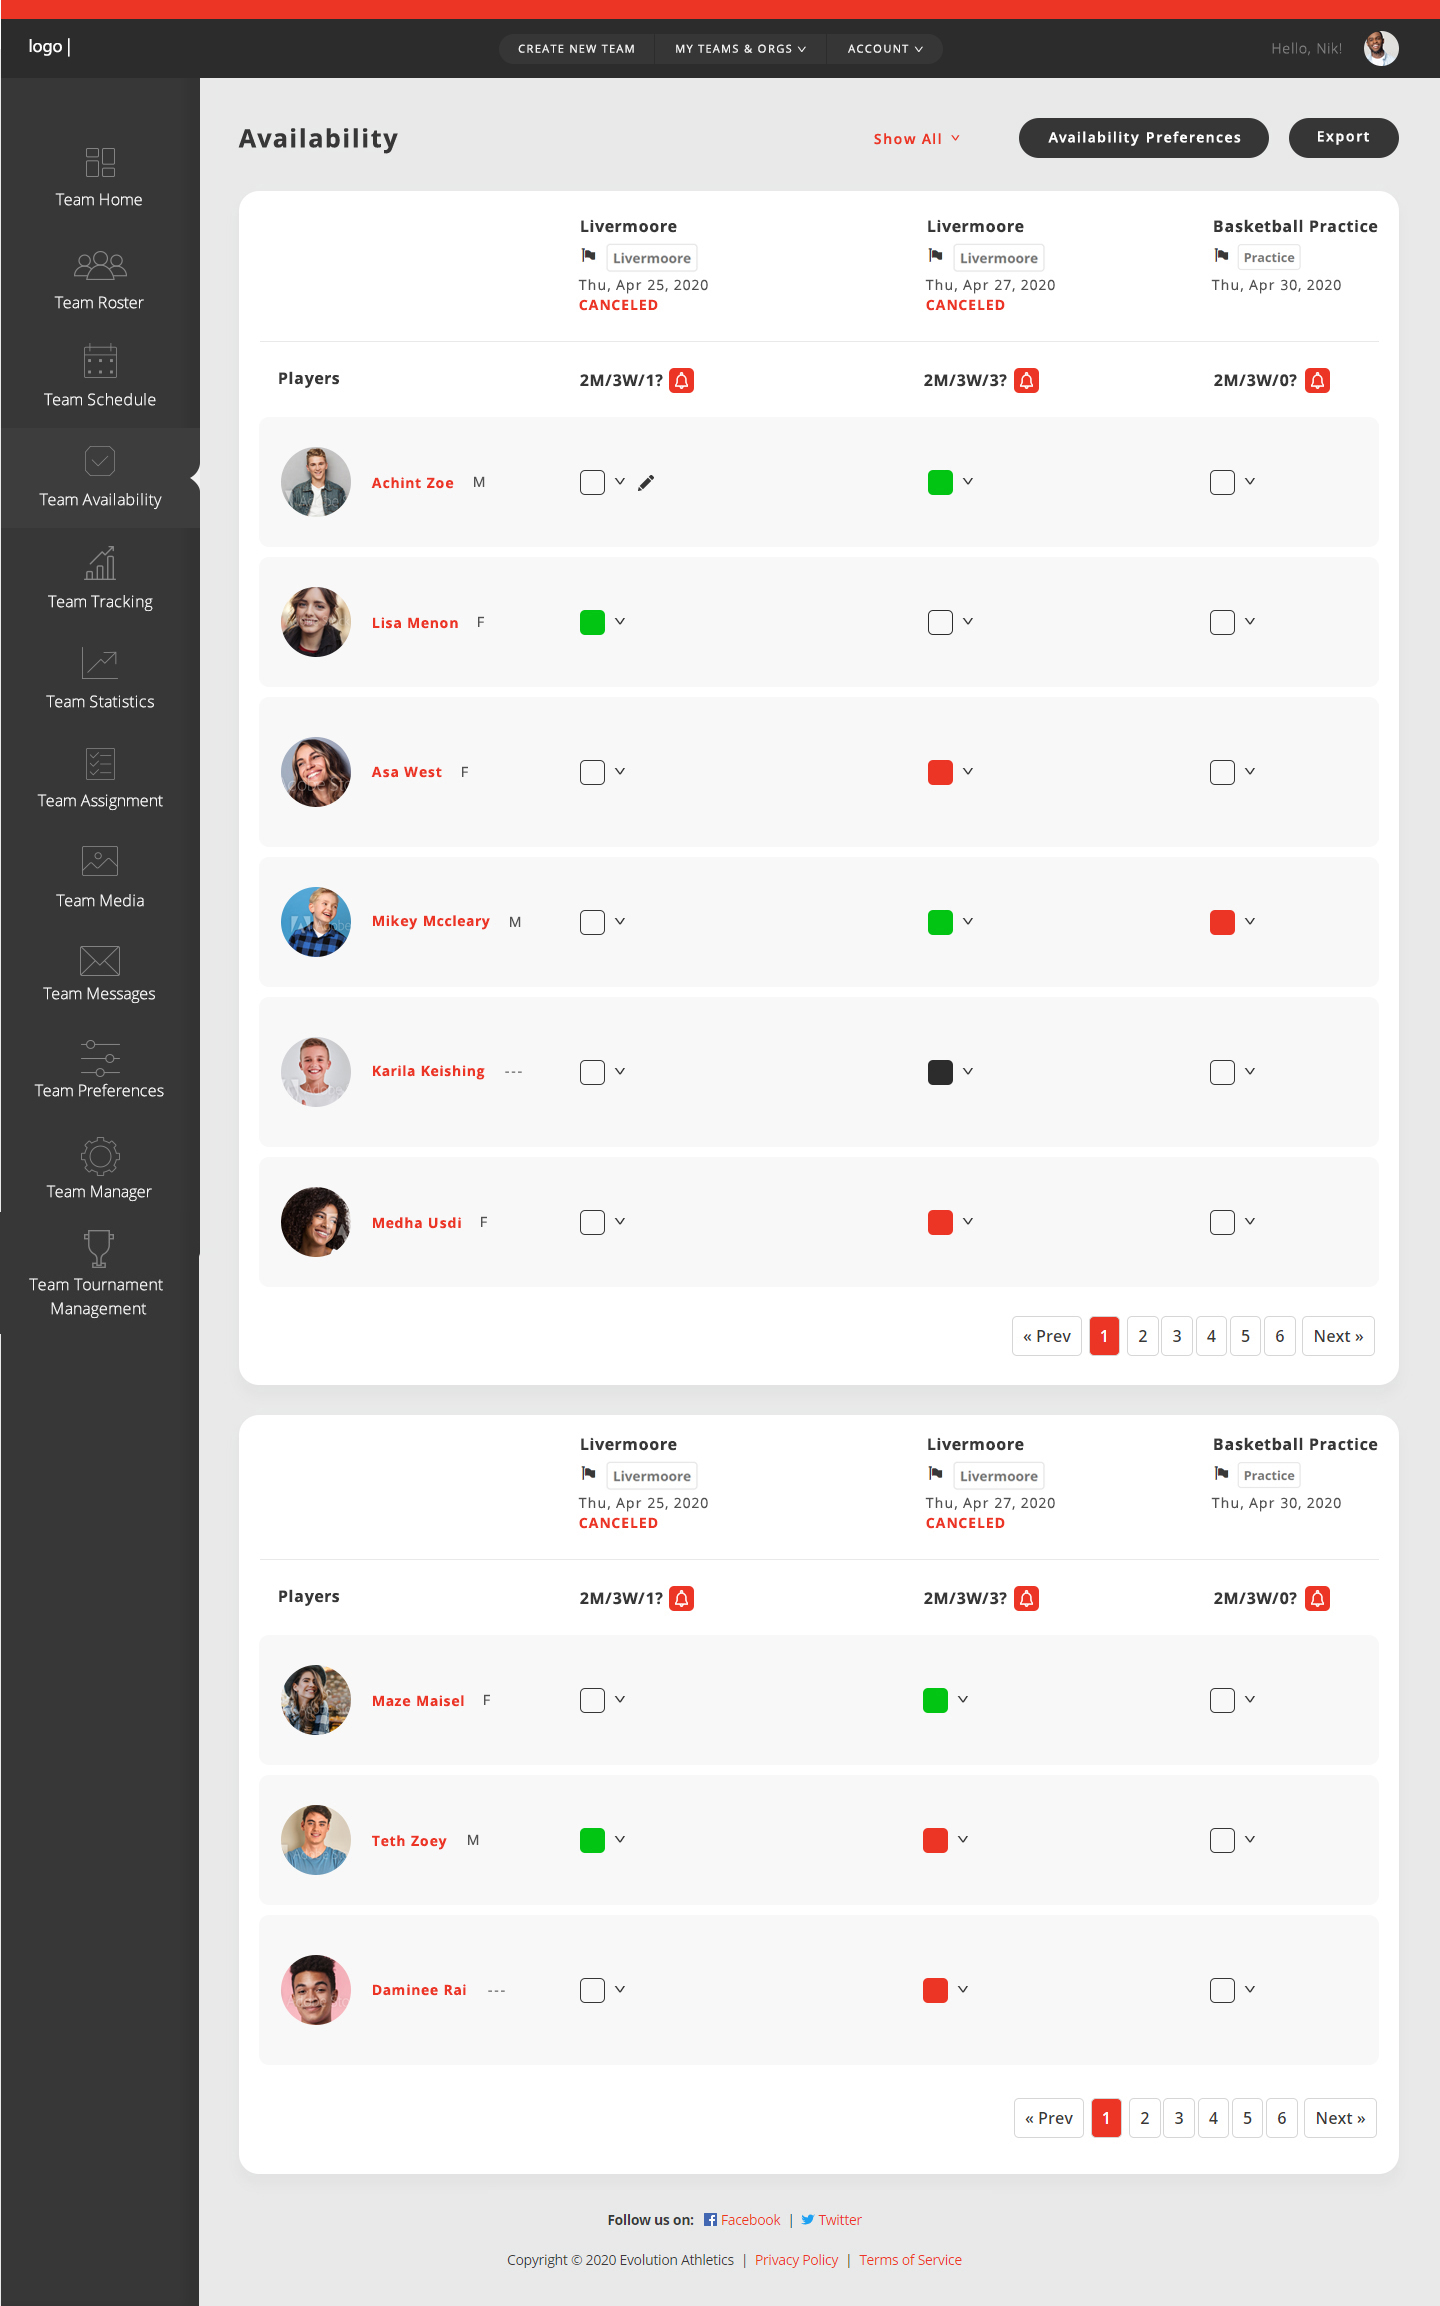 logo |
CREATE NEW TEAM
MY TEAMS & ORGS
ACCOUNT
Hello, Nik!
Team Home
Team Roster
Team Schedule
Team Availability
Team Tracking
Team Statistics
Team Assignment
Team Media
Team Messages
Team Preferences
Team Manager
Team Tournament
Management
Availability
Show All
Availability Preferences
Export
Livermoore
Livermoore
Basketball Practice
Livermoore
Livermoore
Practice
Thu, Apr 25, 2020
Thu, Apr 27, 2020
Thu, Apr 30, 2020
CANCELED
CANCELED
Players
2M/3W/1?
2M/3W/3?
2M/3W/0?
Achint Zoe M
Lisa Menon F
Asa West F
Mikey Mccleary M
Karila Keishing ---
Medha Usdi F
« Prev 1 2 3 4 5 6 Next »
Livermoore
Livermoore
Basketball Practice
Livermoore
Livermoore
Practice
Thu, Apr 25, 2020
Thu, Apr 27, 2020
Thu, Apr 30, 2020
CANCELED
CANCELED
Players
2M/3W/1?
2M/3W/3?
2M/3W/0?
Maze Maisel F
Teth Zoey M
Daminee Rai ---
« Prev 1 2 3 4 5 6 Next »
Follow us on: Facebook | Twitter
Copyright © 2020 Evolution Athletics | Privacy Policy | Terms of Service